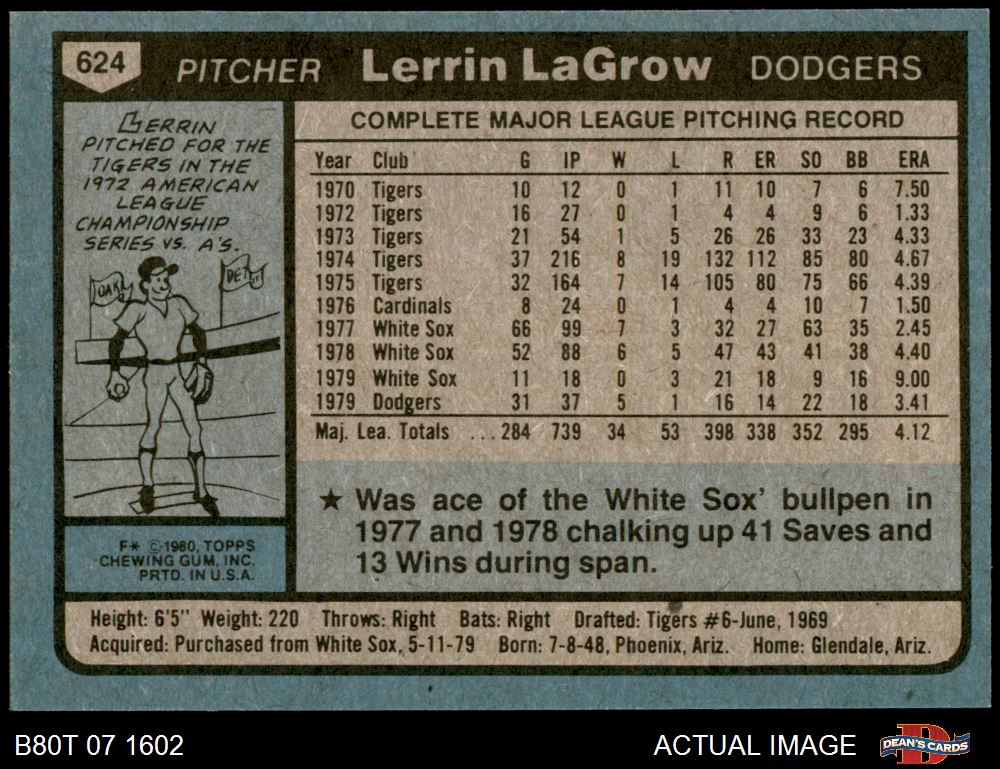 624 PITCHER Lerrin LaGrow DODGERS
LERRIN
PITCHED FOR THE
TIGERS IN THE
1972 AMERICAN
LEAGUE
CHAMPIONSHIP
SERIES VS. A'S.
OAK
DET
F* ©1980, TOPPS
CHEWING GUM, INC.
PRTD. IN U.S.A.
COMPLETE MAJOR LEAGUE PITCHING RECORD
Year Club G IP W L R ER SO BB ERA
1970 Tigers 10 12 0 1 11 10 7 6 7.50
1972 Tigers 16 27 0 1 4 4 9 6 1.33
1973 Tigers 21 54 1 5 26 26 33 23 4.33
1974 Tigers 37 216 8 19 132 112 85 80 4.67
1975 Tigers 32 164 7 14 105 80 75 66 4.39
1976 Cardinals 8 24 0 1 4 4 10 7 1.50
1977 White Sox 66 99 7 3 32 27 63 35 2.45
1978 White Sox 52 88 6 5 47 43 41 38 4.40
1979 White Sox 11 18 0 3 21 18 9 16 9.00
1979 Dodgers 31 37 5 1 16 14 22 18 3.41
Maj. Lea. Totals ... 284 739 34 53 398 338 352 295 4.12
★ Was ace of the White Sox' bullpen in
1977 and 1978 chalking up 41 Saves and
13 Wins during span.
Height: 6'5" Weight: 220 Throws: Right Bats: Right Drafted: Tigers #6-June, 1969
Acquired: Purchased from White Sox, 5-11-79 Born: 7-8-48, Phoenix, Ariz. Home: Glendale, Ariz.
B80T 07 1602 ACTUAL IMAGE D DEAN'S CARDS